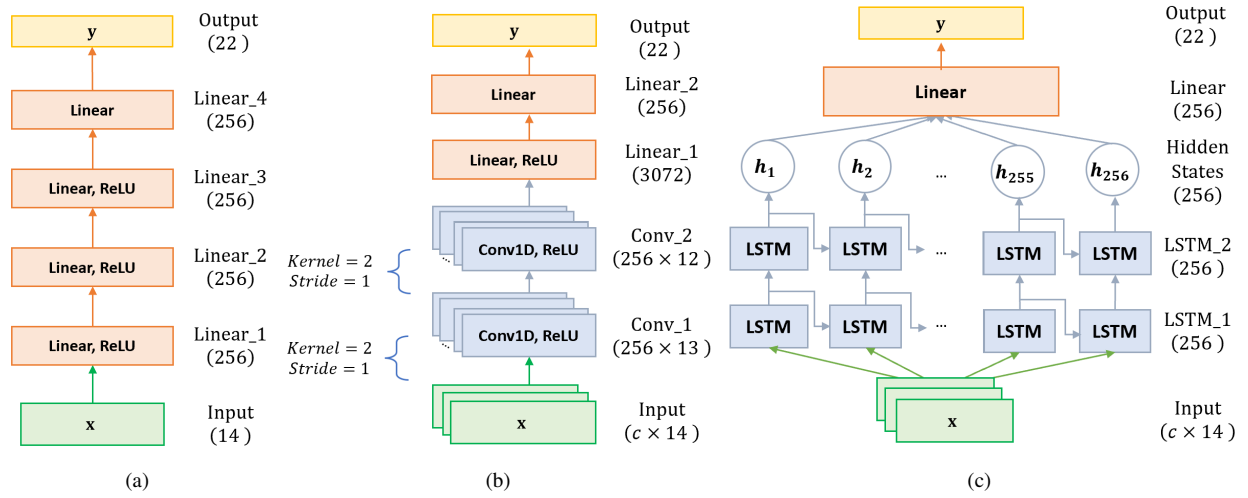 y
Output
(22 )
Linear
Linear_4
(256)
Linear, ReLU
Linear_3
(256)
Linear, ReLU
Linear_2
(256)
Linear, ReLU
Linear_1
(256)
x
Input
(14 )
(a)
y
Output
(22 )
Linear
Linear_2
(256)
Linear, ReLU
Linear_1
(3072)
Conv1D, ReLU
...
Conv_2
(256 × 12 )
Kernel = 2
Stride = 1
Conv1D, ReLU
...
Conv_1
(256 × 13)
Kernel = 2
Stride = 1
x
Input
(c × 14 )
(b)
y
Output
(22 )
Linear
Linear
(256)
h₁
h₂
...
h₂₅₅
h₂₅₆
Hidden
States
(256)
LSTM
LSTM
...
LSTM
LSTM
LSTM_2
(256 )
LSTM
LSTM
...
LSTM
LSTM
LSTM_1
(256 )
x
Input
(c × 14 )
(c)